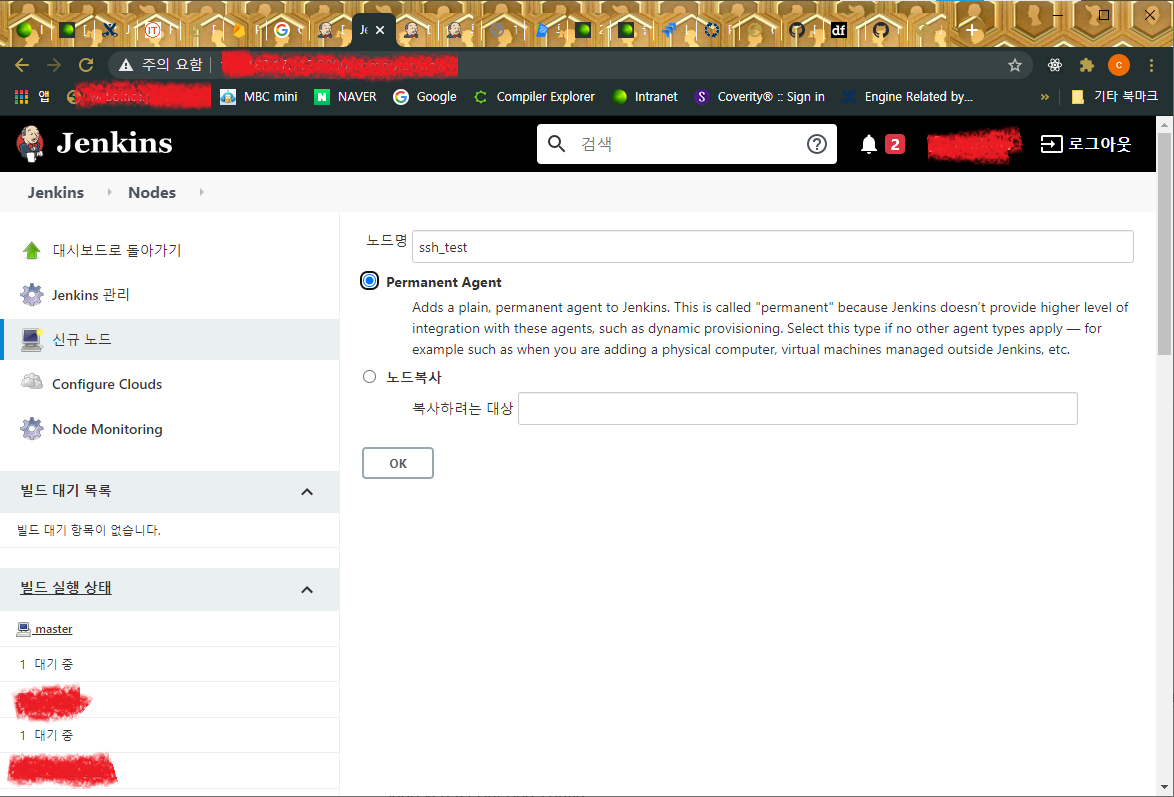 주의 요함
앱
MBC mini
NAVER
Google
Compiler Explorer
Intranet
Coverity® :: Sign in
Engine Related by...
»
기타 북마크
Jenkins
검색
2
로그아웃
Jenkins
Nodes
대시보드로 돌아가기
Jenkins 관리
신규 노드
Configure Clouds
Node Monitoring
빌드 대기 목록
빌드 대기 항목이 없습니다.
빌드 실행 상태
master
1 대기 중
1 대기 중
노드명
ssh_test
Permanent Agent
Adds a plain, permanent agent to Jenkins. This is called "permanent" because Jenkins doesn’t provide higher level of
integration with these agents, such as dynamic provisioning. Select this type if no other agent types apply — for
example such as when you are adding a physical computer, virtual machines managed outside Jenkins, etc.
노드복사
복사하려는 대상
OK